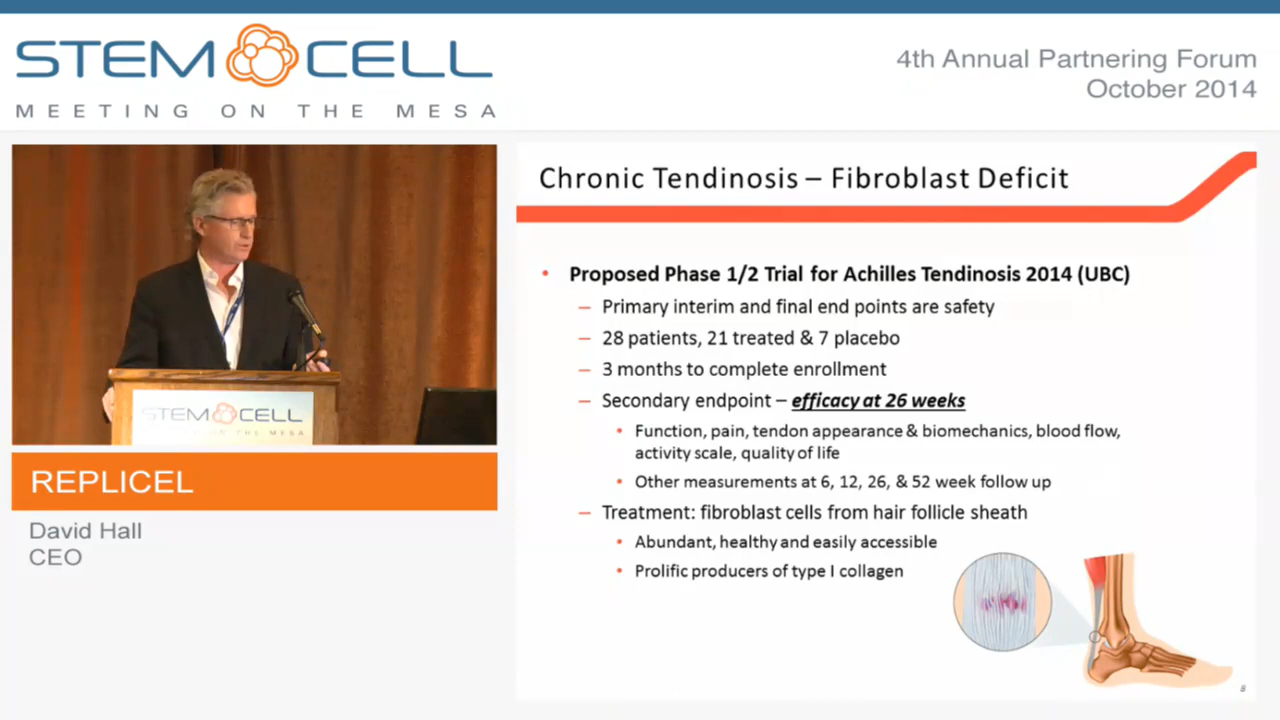 STEM CELL
MEETING ON THE MESA
4th Annual Partnering Forum
October 2014
STEM CELL
ON THE MESA
REPLICEL
David Hall
CEO
Chronic Tendinosis – Fibroblast Deficit
• Proposed Phase 1/2 Trial for Achilles Tendinosis 2014 (UBC)
– Primary interim and final end points are safety
– 28 patients, 21 treated & 7 placebo
– 3 months to complete enrollment
– Secondary endpoint – efficacy at 26 weeks
• Function, pain, tendon appearance & biomechanics, blood flow,
activity scale, quality of life
• Other measurements at 6, 12, 26, & 52 week follow up
– Treatment: fibroblast cells from hair follicle sheath
• Abundant, healthy and easily accessible
• Prolific producers of type I collagen
8